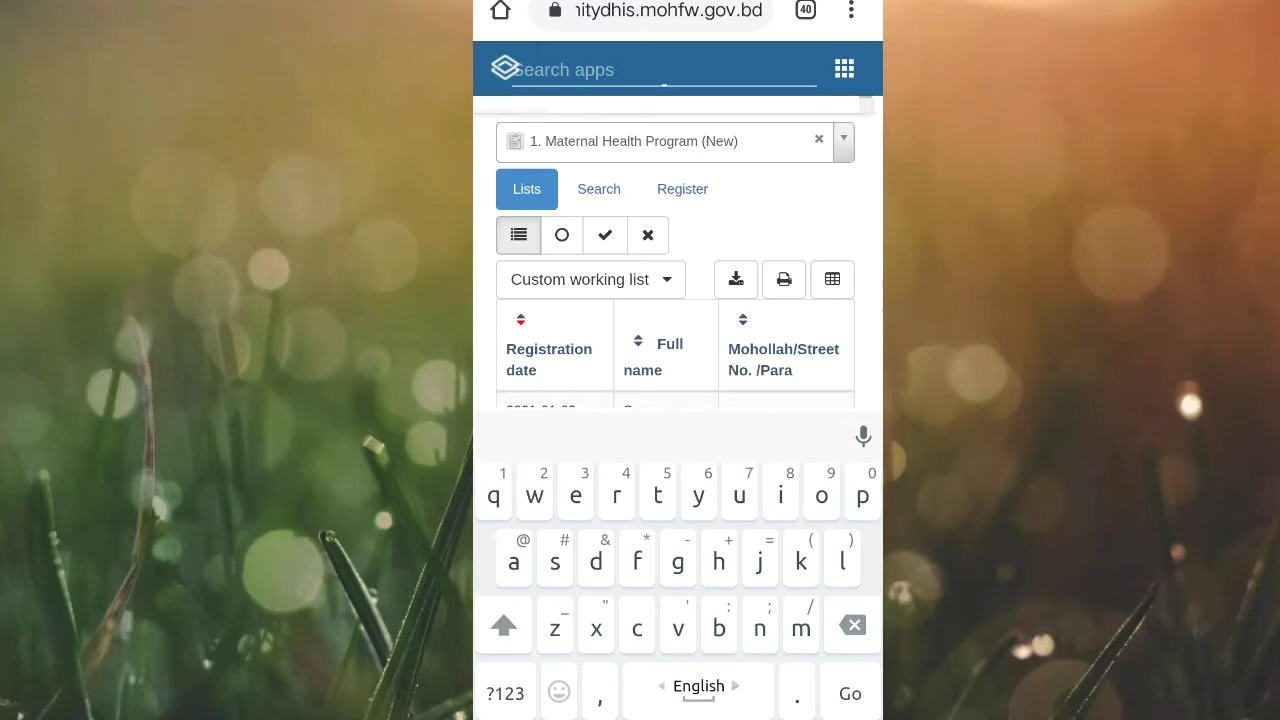 nitydhis.mohfw.gov.bd
40
Search apps
1. Maternal Health Program (New)
Lists Search Register
Custom working list
Registration date
Full name
Mohollah/Street No. /Para
1 2 3 4 5 6 7 8 9 0
q w e r t y u i o p
@ # & * - + = ( )
a s d f g h j k l
_ " ' : ; /
z x c v b n m
?123 , English . Go